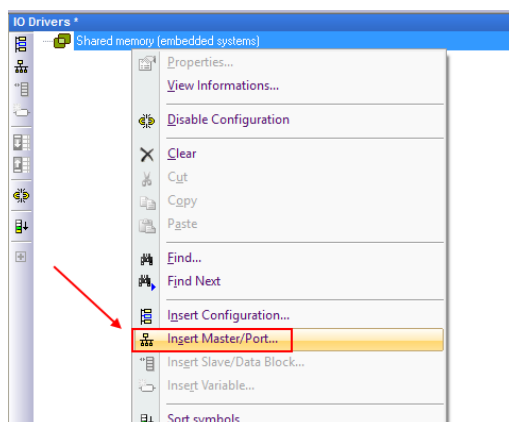 IO Drivers *
Shared memory (embedded systems)
Properties...
View Informations...
Disable Configuration
Clear
Cut
Copy
Paste
Find...
Find Next
Insert Configuration...
Insert Master/Port...
Insert Slave/Data Block...
Insert Variable...
Sort symbols